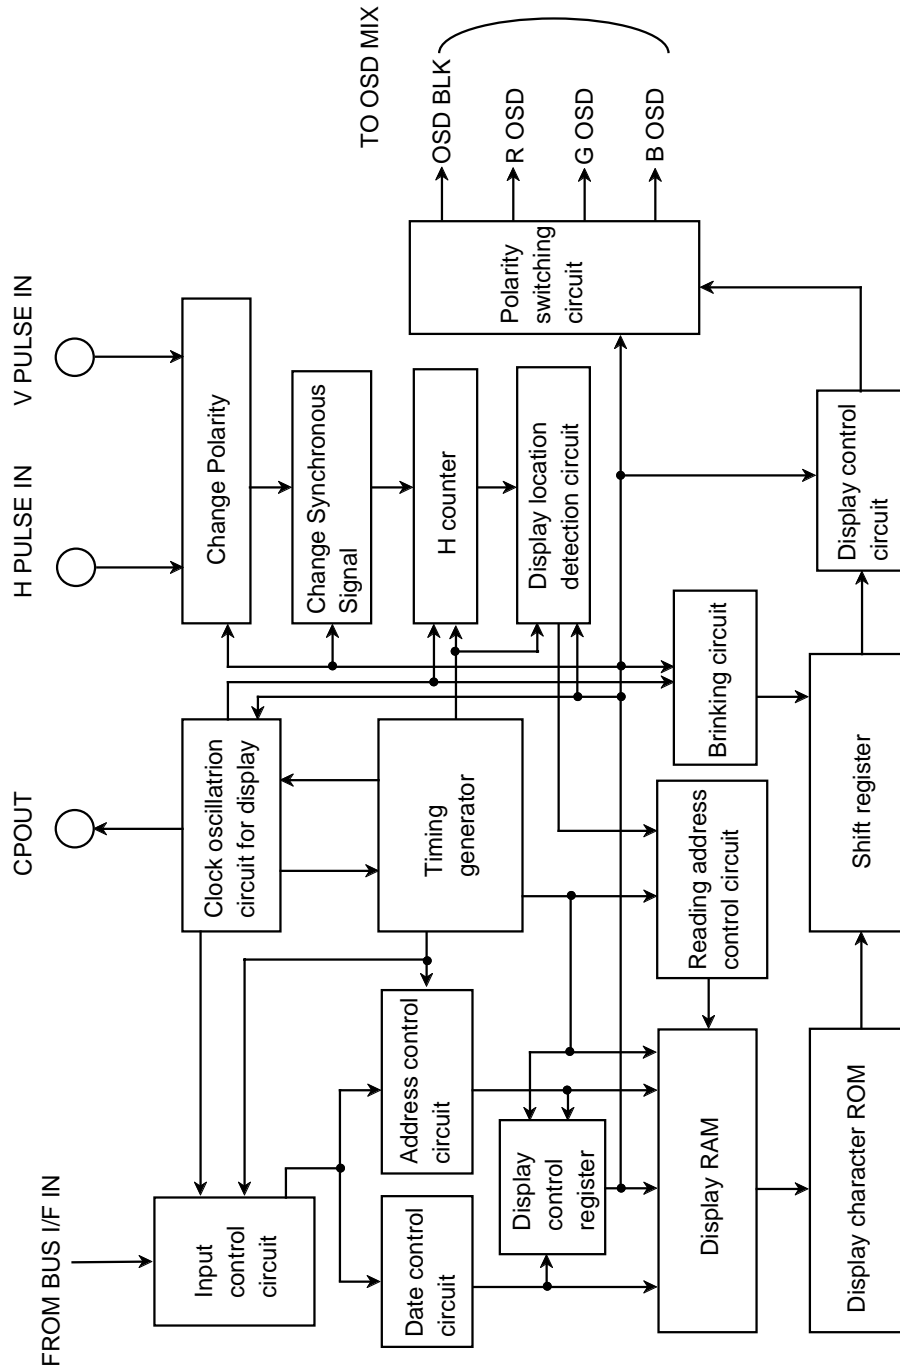 FROM BUS I/F IN
CPOUT
H PULSE IN
V PULSE IN
TO OSD MIX
Input
control
circuit
Clock oscillatrion
circuit for display
Change Polarity
Change Synchronous
Signal
Timing
generator
H counter
Date control
circuit
Address control
circuit
Display
control
register
Display location
detection circuit
Polarity
switching
circuit
OSD BLK
R OSD
G OSD
B OSD
Display RAM
Reading address
control circuit
Brinking circuit
Display character ROM
Shift register
Display control
circuit